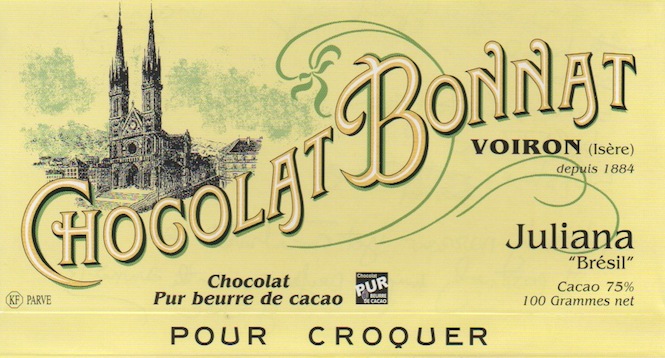 CHOCOLAT BONNAT
VOIRON (Isère)
depuis 1884
Juliana
"Brésil"
Cacao 75%
100 Grammes net
Chocolat
Pur beurre de cacao
Chocolat
PUR
BEURRE
DE CACAO
KF PARVE
POUR CROQUER